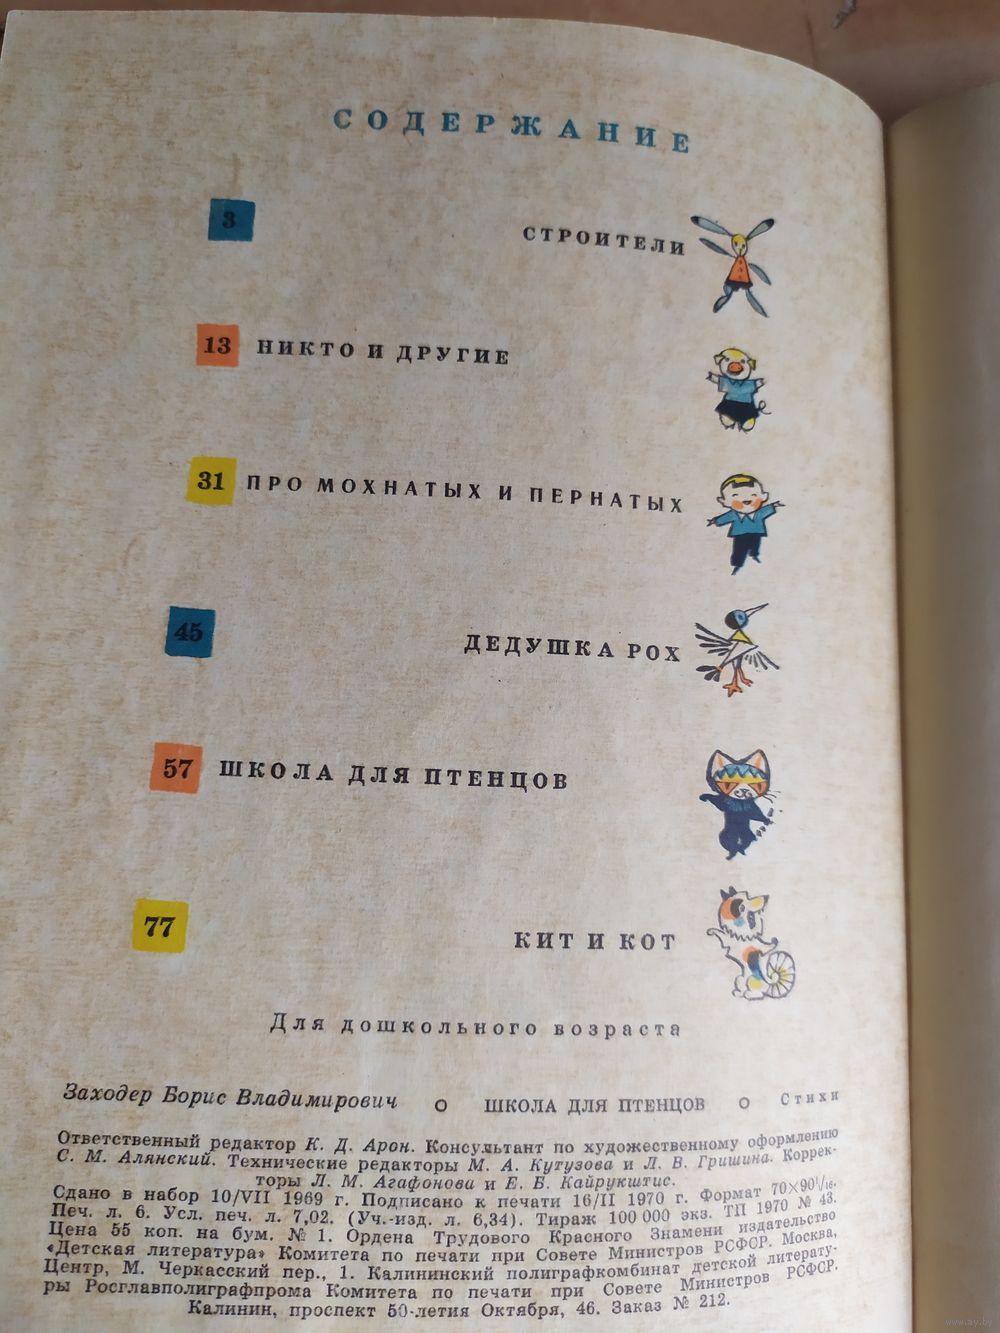 СОДЕРЖАНИЕ
3 СТРОИТЕЛИ
13 НИКТО И ДРУГИЕ
31 ПРО МОХНАТЫХ И ПЕРНАТЫХ
45 ДЕДУШКА РОХ
57 ШКОЛА ДЛЯ ПТЕНЦОВ
77 КИТ И КОТ
Для дошкольного возраста
Заходер Борис Владимирович о ШКОЛА ДЛЯ ПТЕНЦОВ о Стихи
Ответственный редактор К. Д. Арон. Консультант по художественному оформлению
С. М. Алянский. Технические редакторы М. А. Кутузова и Л. В. Гришина. Коррек-
торы Л. М. Агафонова и Е. Б. Кайрукштис.
Сдано в набор 10/VII 1969 г. Подписано к печати 16/II 1970 г. Формат 70×90¹/₁₆.
Печ. л. 6. Усл. печ. л. 7,02. (Уч.-изд. л. 6,34). Тираж 100 000 экз. ТП 1970 № 43.
Цена 55 коп. на бум. № 1. Ордена Трудового Красного Знамени издательство
«Детская литература» Комитета по печати при Совете Министров РСФСР. Москва,
Центр, М. Черкасский пер., 1. Калининский полиграфкомбинат детской литерату-
ры Росглавполиграфпрома Комитета по печати при Совете Министров РСФСР.
Калинин, проспект 50-летия Октября, 46. Заказ № 212.
www.ay.by